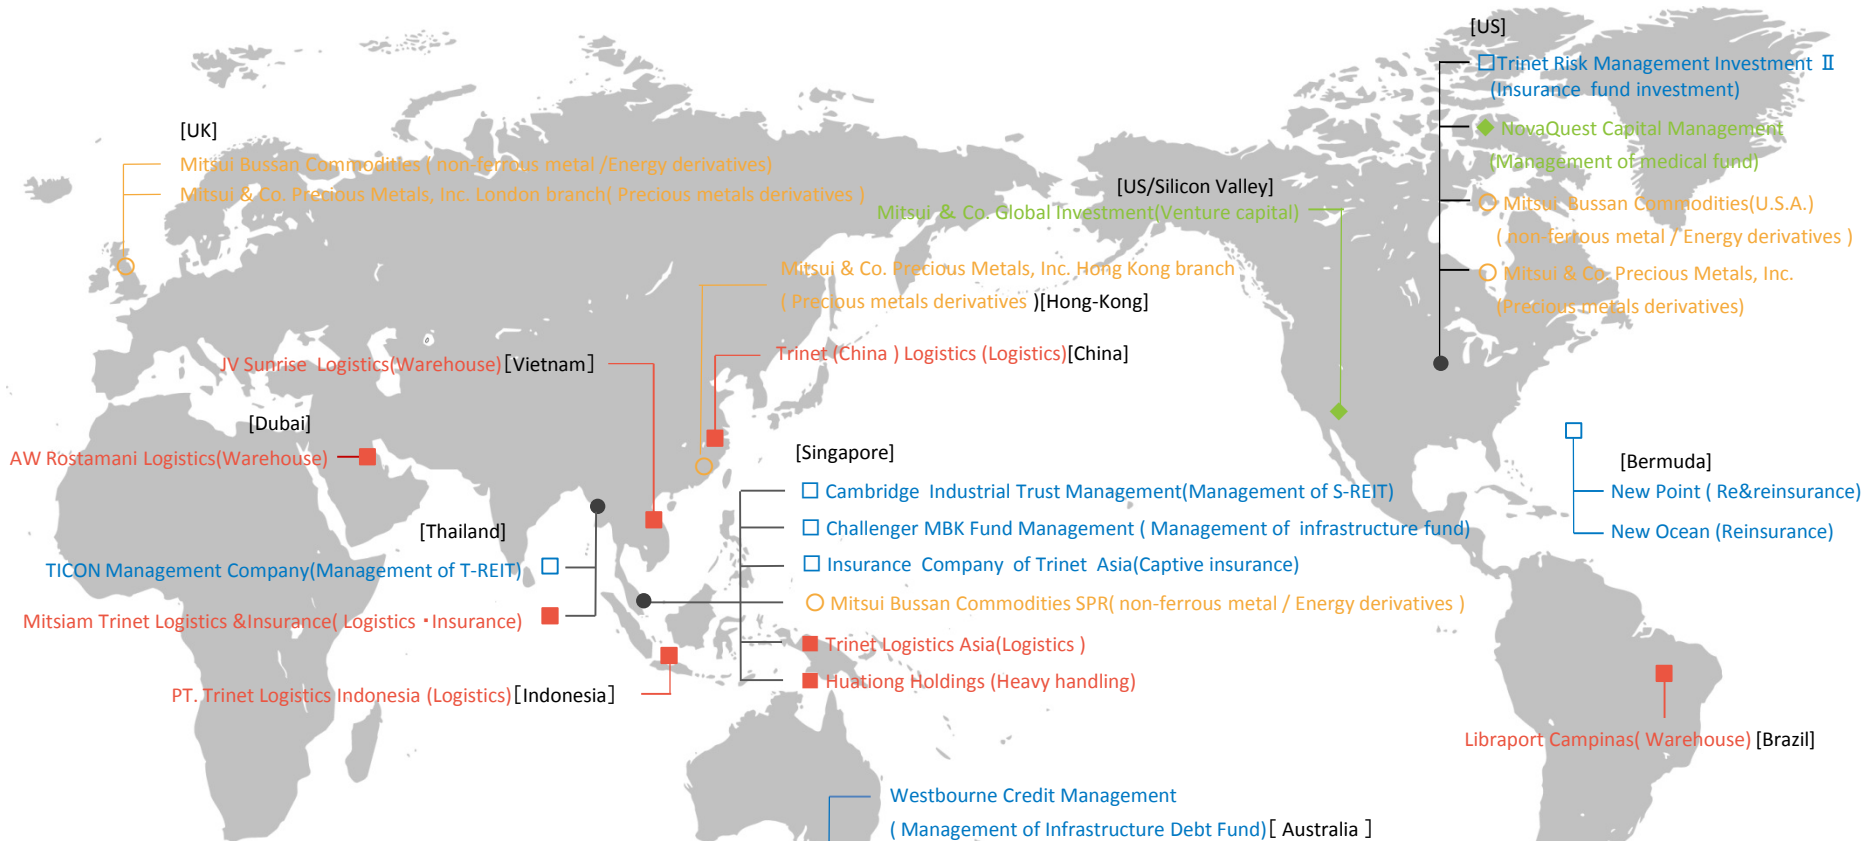 [US]
Trinet Risk Management Investment Ⅱ
(Insurance fund investment)
NovaQuest Capital Management
(Management of medical fund)
Mitsui Bussan Commodities(U.S.A.)
( non-ferrous metal / Energy derivatives )
Mitsui & Co. Precious Metals, Inc.
(Precious metals derivatives)
[UK]
Mitsui Bussan Commodities ( non-ferrous metal /Energy derivatives)
Mitsui & Co. Precious Metals, Inc. London branch( Precious metals derivatives )
[US/Silicon Valley]
Mitsui & Co. Global Investment(Venture capital)
Mitsui & Co. Precious Metals, Inc. Hong Kong branch
( Precious metals derivatives )[Hong-Kong]
JV Sunrise Logistics(Warehouse) [Vietnam]
Trinet (China ) Logistics (Logistics)[China]
[Dubai]
AW Rostamani Logistics(Warehouse)
[Singapore]
Cambridge Industrial Trust Management(Management of S-REIT)
Challenger MBK Fund Management ( Management of infrastructure fund)
Insurance Company of Trinet Asia(Captive insurance)
Mitsui Bussan Commodities SPR( non-ferrous metal / Energy derivatives )
Trinet Logistics Asia(Logistics )
Huationg Holdings (Heavy handling)
[Bermuda]
New Point ( Re&reinsurance)
New Ocean (Reinsurance)
[Thailand]
TICON Management Company(Management of T-REIT)
Mitsiam Trinet Logistics &Insurance( Logistics・Insurance)
PT. Trinet Logistics Indonesia (Logistics) [Indonesia]
Libraport Campinas( Warehouse) [Brazil]
Westbourne Credit Management
( Management of Infrastructure Debt Fund)[ Australia ]